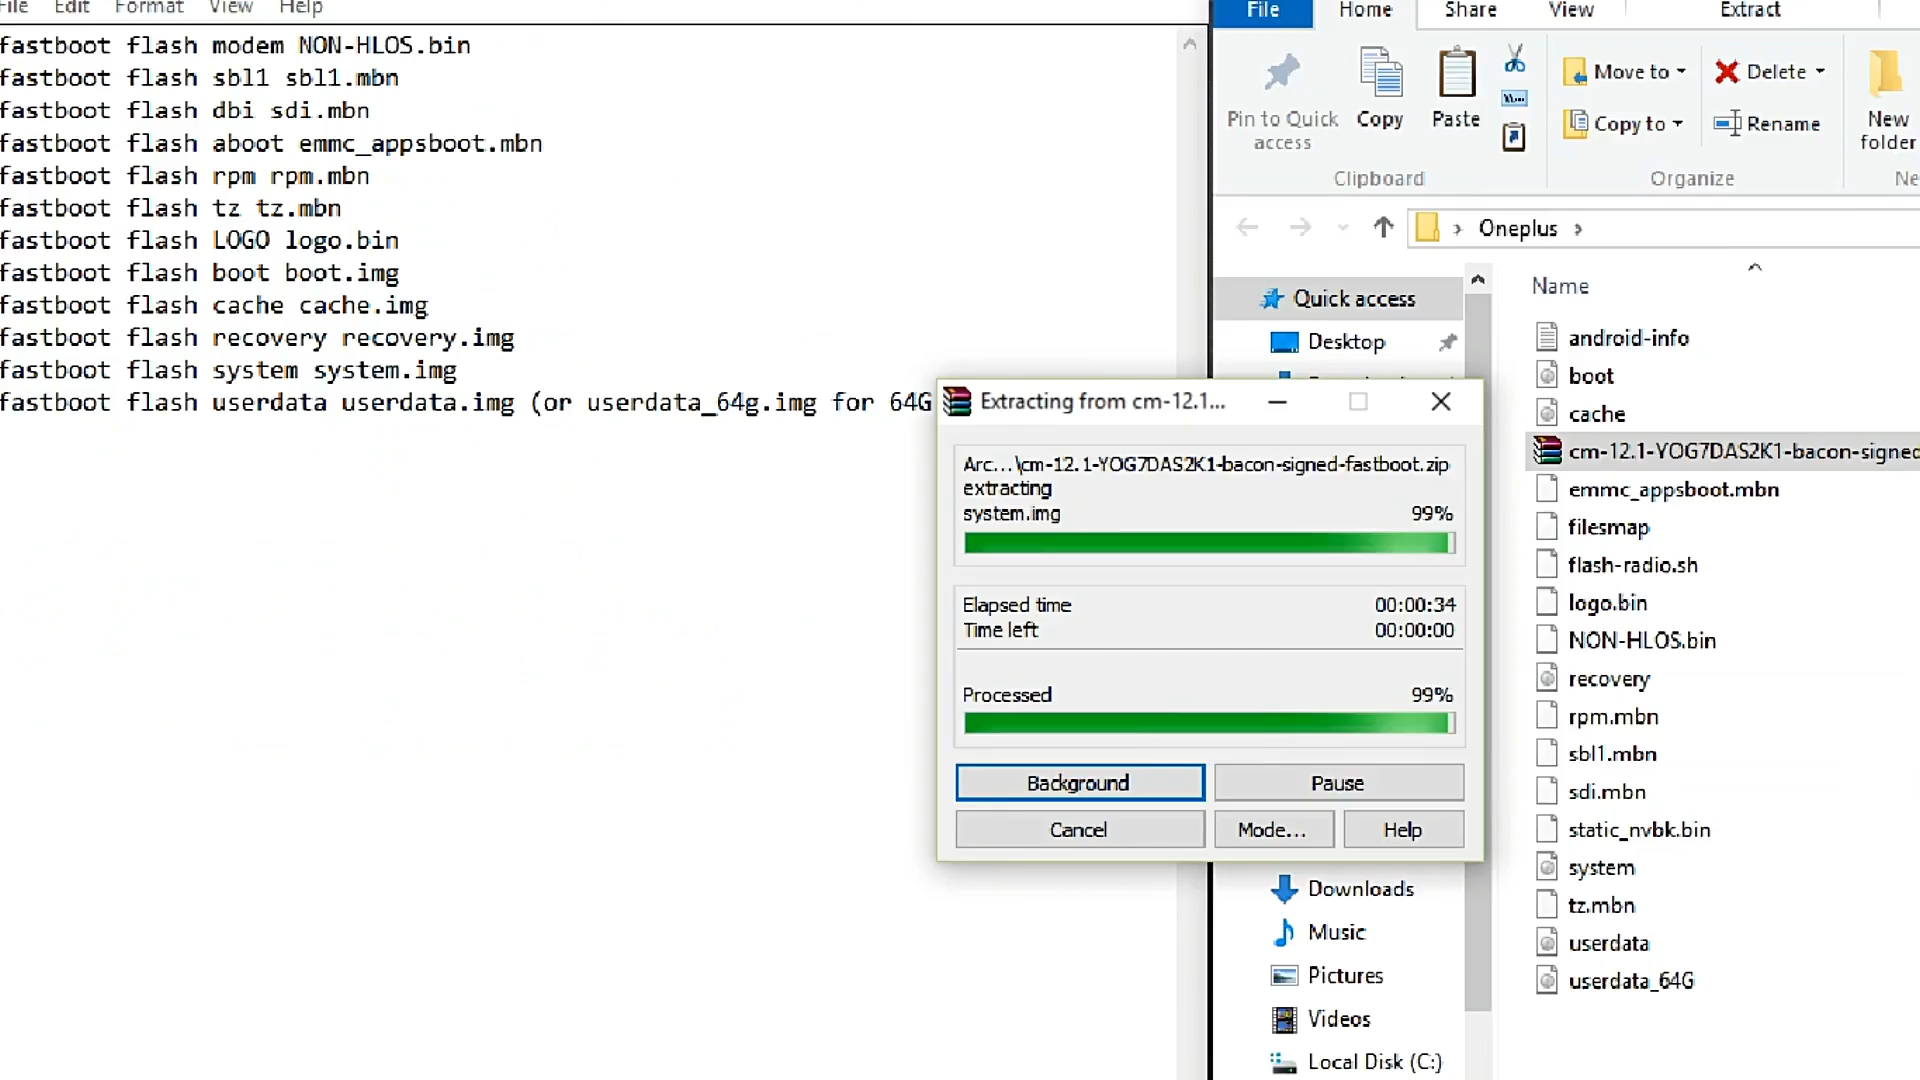 File Edit Format View Help
fastboot flash modem NON-HLOS.bin
fastboot flash sbl1 sbl1.mbn
fastboot flash dbi sdi.mbn
fastboot flash aboot emmc_appsboot.mbn
fastboot flash rpm rpm.mbn
fastboot flash tz tz.mbn
fastboot flash LOGO logo.bin
fastboot flash boot boot.img
fastboot flash cache cache.img
fastboot flash recovery recovery.img
fastboot flash system system.img
fastboot flash userdata userdata.img (or userdata_64g.img for 64G
Extracting from cm-12.1...
Arc...\cm-12.1-YOG7DAS2K1-bacon-signed-fastboot.zip
extracting
system.img 99%
Elapsed time 00:00:34
Time left 00:00:00
Processed 99%
Background Pause
Cancel Mode... Help
File Home Share View Extract
Pin to Quick access
Copy
Paste
Move to
Copy to
Delete
Rename
New folder
Clipboard Organize Ne
Oneplus
Quick access
Desktop
Downloads
Music
Pictures
Videos
Local Disk (C:)
Name
android-info
boot
cache
cm-12.1-YOG7DAS2K1-bacon-signed
emmc_appsboot.mbn
filesmap
flash-radio.sh
logo.bin
NON-HLOS.bin
recovery
rpm.mbn
sbl1.mbn
sdi.mbn
static_nvbk.bin
system
tz.mbn
userdata
userdata_64G